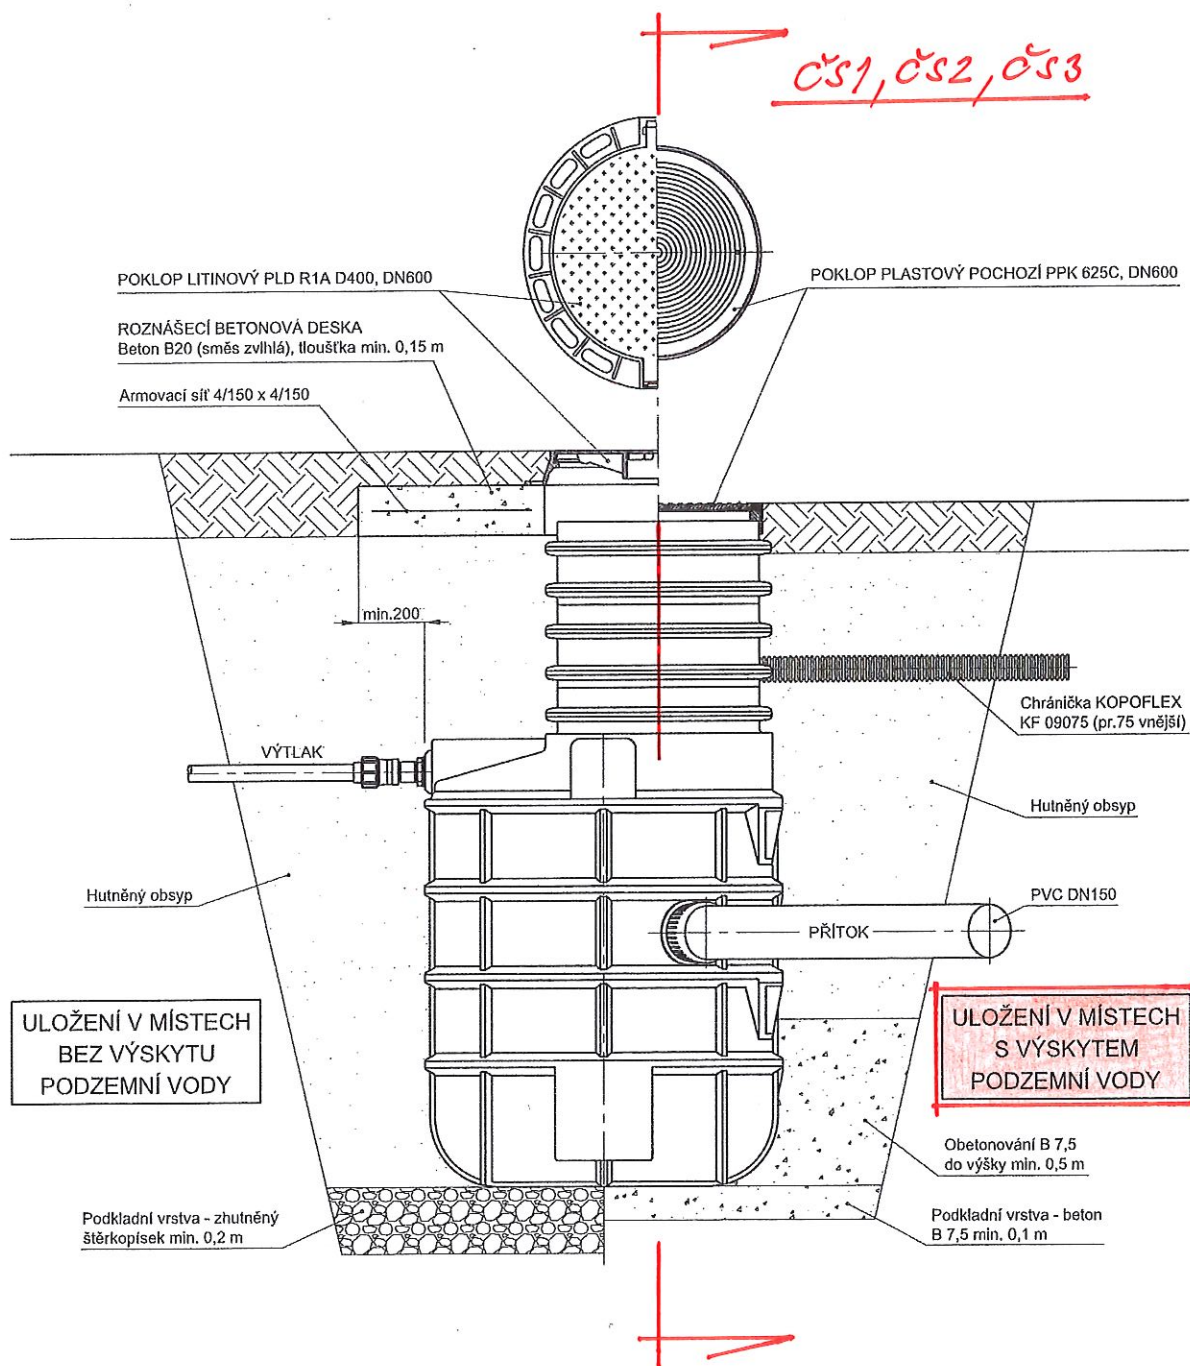 ČS1, ČS2, ČS3
POKLOP LITINOVÝ PLD R1A D400, DN600
POKLOP PLASTOVÝ POCHOZÍ PPK 625C, DN600
ROZNÁŠECÍ BETONOVÁ DESKA
Beton B20 (směs zvlhlá), tloušťka min. 0,15 m
Armovací síť 4/150 x 4/150
min.200
Chránička KOPOFLEX
KF 09075 (pr.75 vnější)
VÝTLAK
Hutněný obsyp
Hutněný obsyp
PVC DN150
PŘÍTOK
ULOŽENÍ V MÍSTECH
BEZ VÝSKYTU
PODZEMNÍ VODY
ULOŽENÍ V MÍSTECH
S VÝSKYTEM
PODZEMNÍ VODY
Obetonování B 7,5
do výšky min. 0,5 m
Podkladní vrstva - zhutněný
štěrkopísek min. 0,2 m
Podkladní vrstva - beton
B 7,5 min. 0,1 m